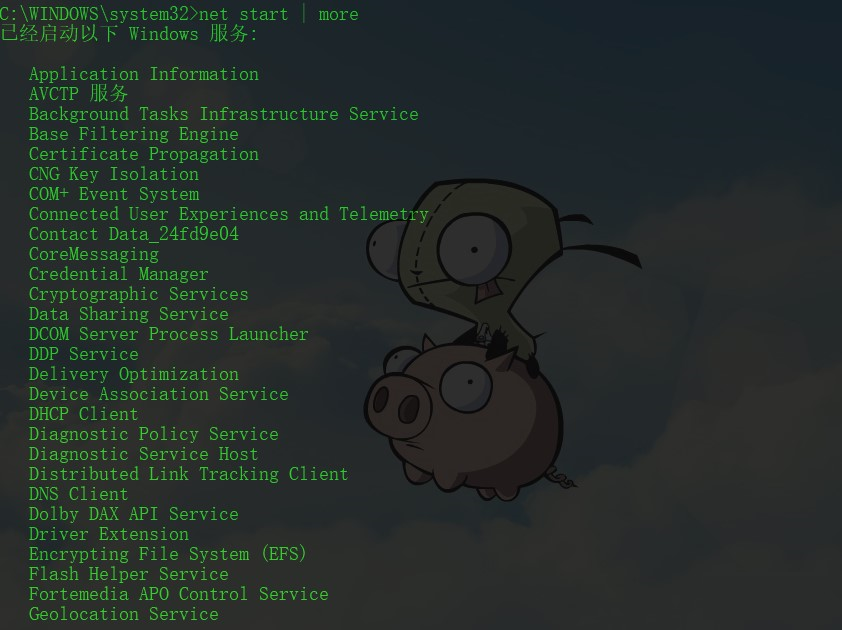 C:\WINDOWS\system32>net start | more
已经启动以下 Windows 服务:
Application Information
AVCTP 服务
Background Tasks Infrastructure Service
Base Filtering Engine
Certificate Propagation
CNG Key Isolation
COM+ Event System
Connected User Experiences and Telemetry
Contact Data_24fd9e04
CoreMessaging
Credential Manager
Cryptographic Services
Data Sharing Service
DCOM Server Process Launcher
DDP Service
Delivery Optimization
Device Association Service
DHCP Client
Diagnostic Policy Service
Diagnostic Service Host
Distributed Link Tracking Client
DNS Client
Dolby DAX API Service
Driver Extension
Encrypting File System (EFS)
Flash Helper Service
Fortemedia APO Control Service
Geolocation Service